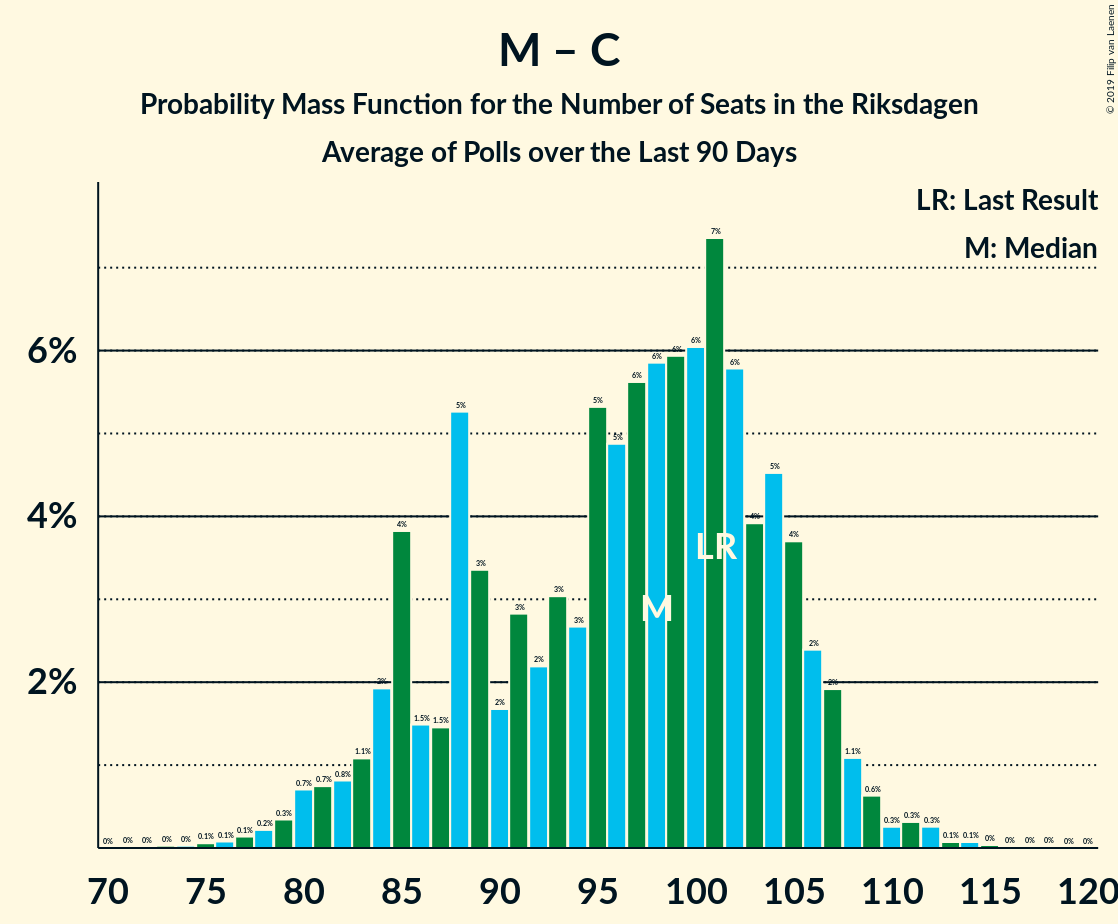 M – C
Probability Mass Function for the Number of Seats in the Riksdagen
Average of Polls over the Last 90 Days
© 2019 Filip van Laenen
LR: Last Result
M: Median
6%
4%
2%
0% 0% 0% 0% 0% 0.1% 0.1% 0.1% 0.2% 0.3% 0.7% 0.7% 0.8% 1.1% 2% 4% 1.5% 1.5% 5% 3% 2% 3% 2% 3% 3% 5% 5% 6% 6% 6% 6% 7% 6% 4% 5% 4% 2% 2% 1.1% 0.6% 0.3% 0.3% 0.3% 0.1% 0.1% 0% 0% 0% 0% 0% 0%
LR
M
70 75 80 85 90 95 100 105 110 115 120